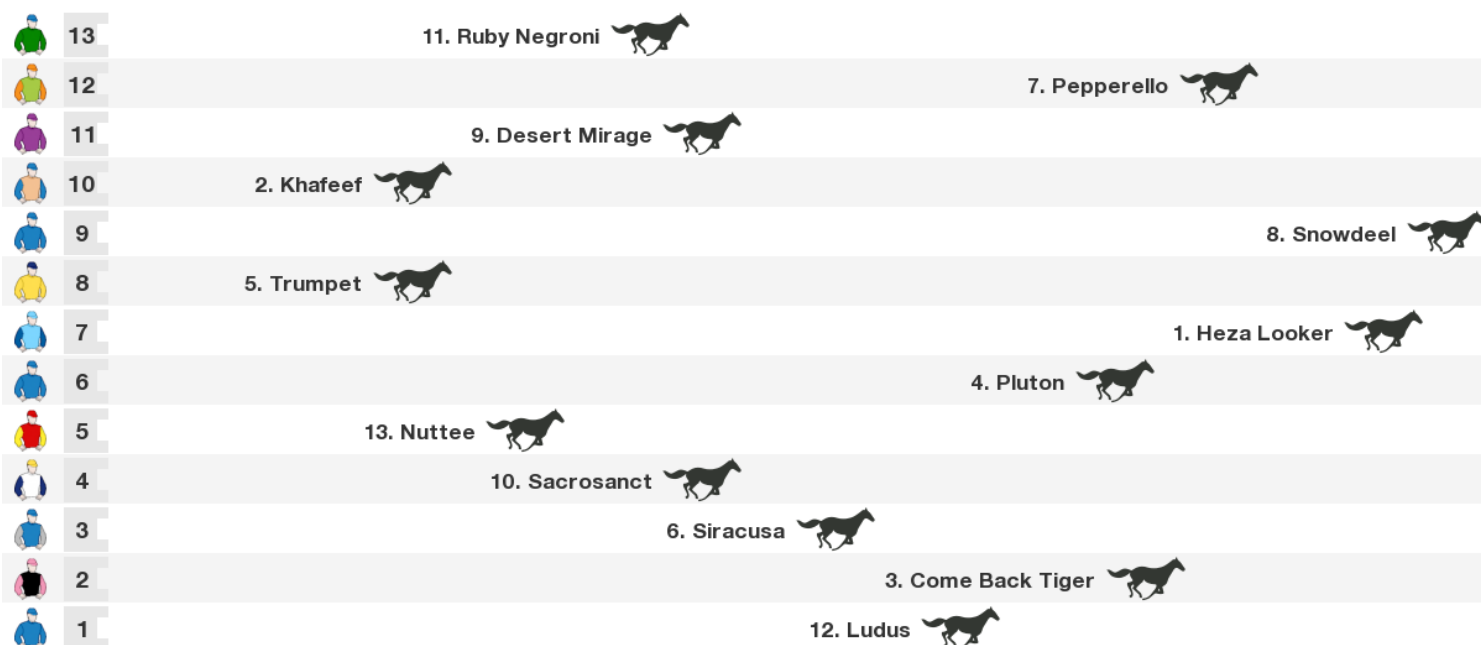 13 11. Ruby Negroni
12 7. Pepperello
11 9. Desert Mirage
10 2. Khafeef
9 8. Snowdeel
8 5. Trumpet
7 1. Heza Looker
6 4. Pluton
5 13. Nuttee
4 10. Sacrosanct
3 6. Siracusa
2 3. Come Back Tiger
1 12. Ludus